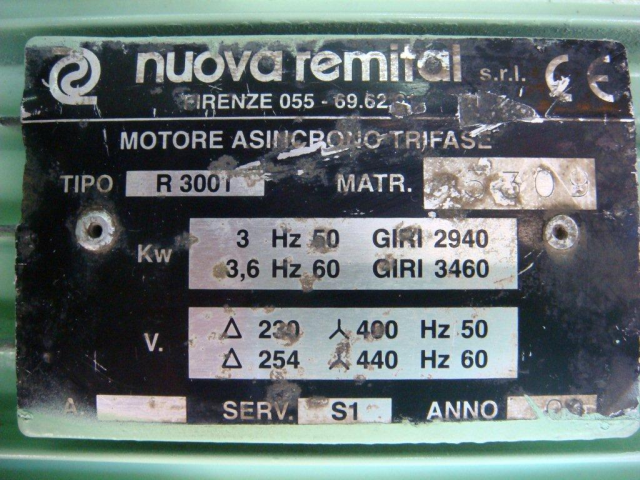 nuova remital s.r.l. CE
FIRENZE 055 - 69.62
MOTORE ASINCRONO TRIFASE
TIPO R 3001 MATR.
Kw 3 Hz 50 GIRI 2940
3,6 Hz 60 GIRI 3460
V. Δ 230 ⅄ 400 Hz 50
Δ 254 ⅄ 440 Hz 60
A SERV. S1 ANNO